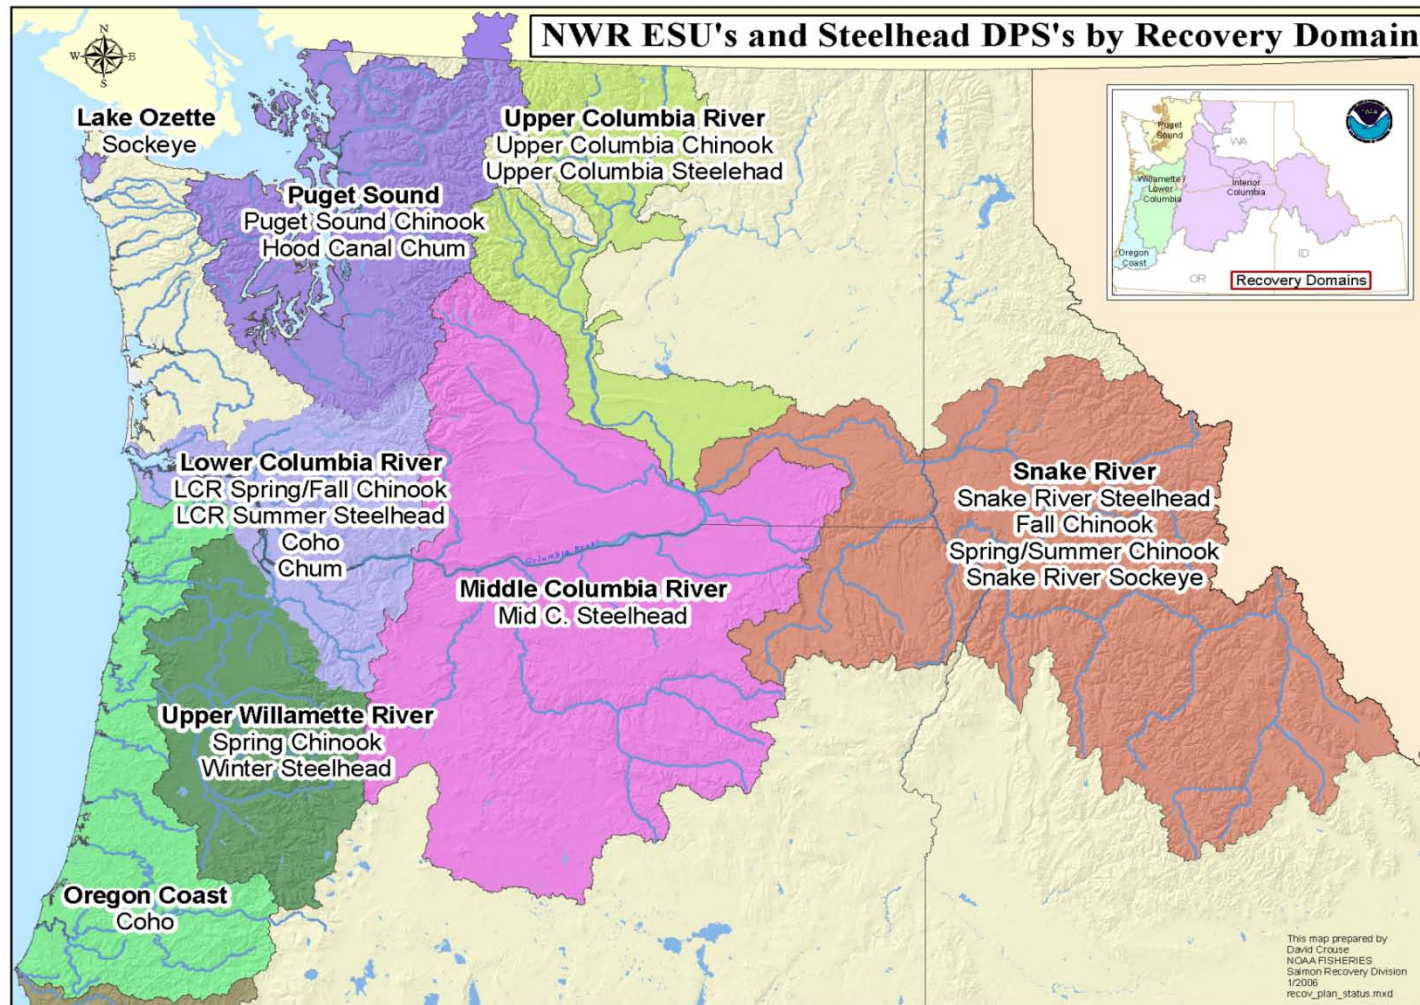 NWR ESU's and Steelhead DPS's by Recovery Domain
N
W E
S
Lake Ozette
Sockeye
Upper Columbia River
Upper Columbia Chinook
Upper Columbia Steelehad
Puget Sound
Puget Sound Chinook
Hood Canal Chum
Puget
Sound
WA
Willamette /
Lower
Columbia
Interior
Columbia
Oregon
Coast
OR
ID
Recovery Domains
Lower Columbia River
LCR Spring/Fall Chinook
LCR Summer Steelhead
Coho
Chum
Snake River
Snake River Steelhead
Fall Chinook
Spring/Summer Chinook
Snake River Sockeye
Columbia River
Middle Columbia River
Mid C. Steelhead
Upper Willamette River
Spring Chinook
Winter Steelhead
Oregon Coast
Coho
This map prepared by
David Crouse
NOAA FISHERIES
Salmon Recovery Division
1/2006
recov_plan_status.mxd